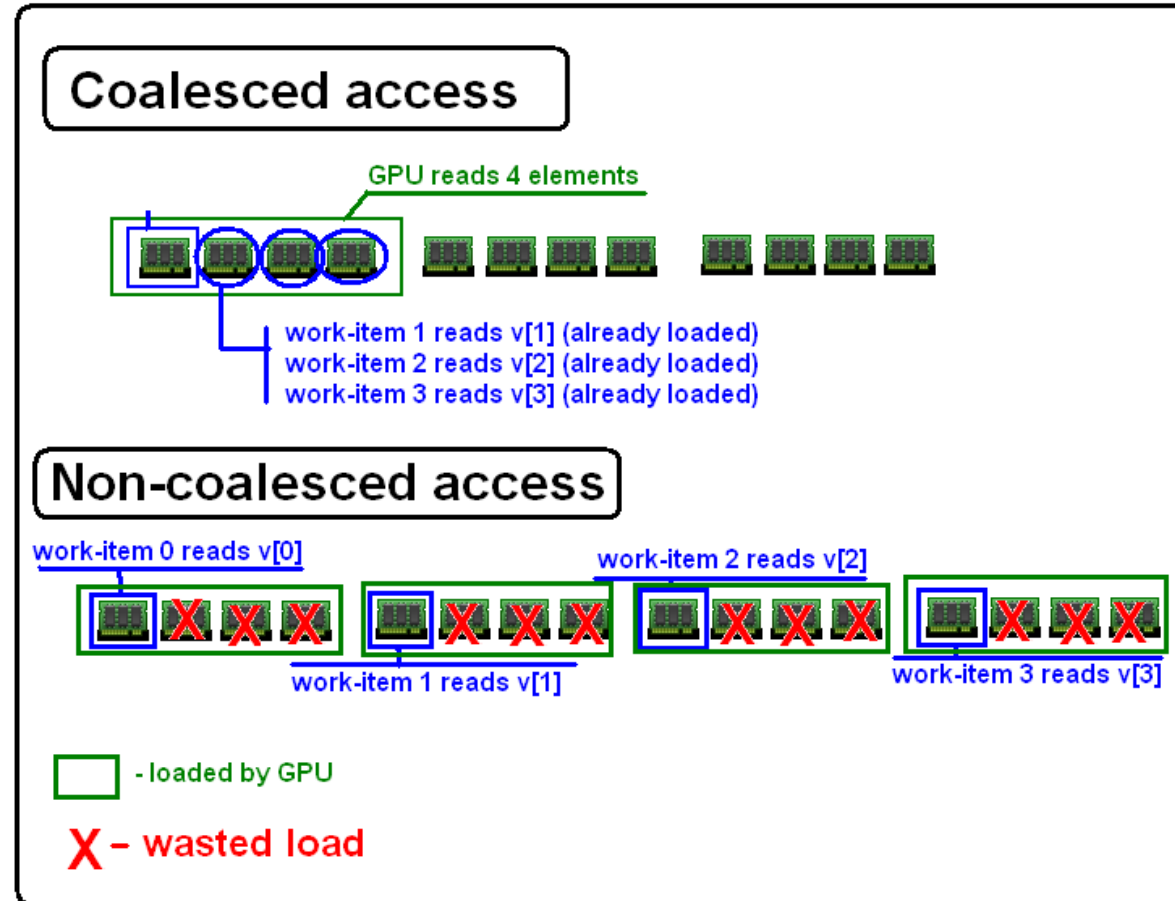 Coalesced access
GPU reads 4 elements
work-item 1 reads v[1] (already loaded)
work-item 2 reads v[2] (already loaded)
work-item 3 reads v[3] (already loaded)
Non-coalesced access
work-item 0 reads v[0]
work-item 2 reads v[2]
X X X X X X X X X X X X
work-item 1 reads v[1]
work-item 3 reads v[3]
- loaded by GPU
X - wasted load